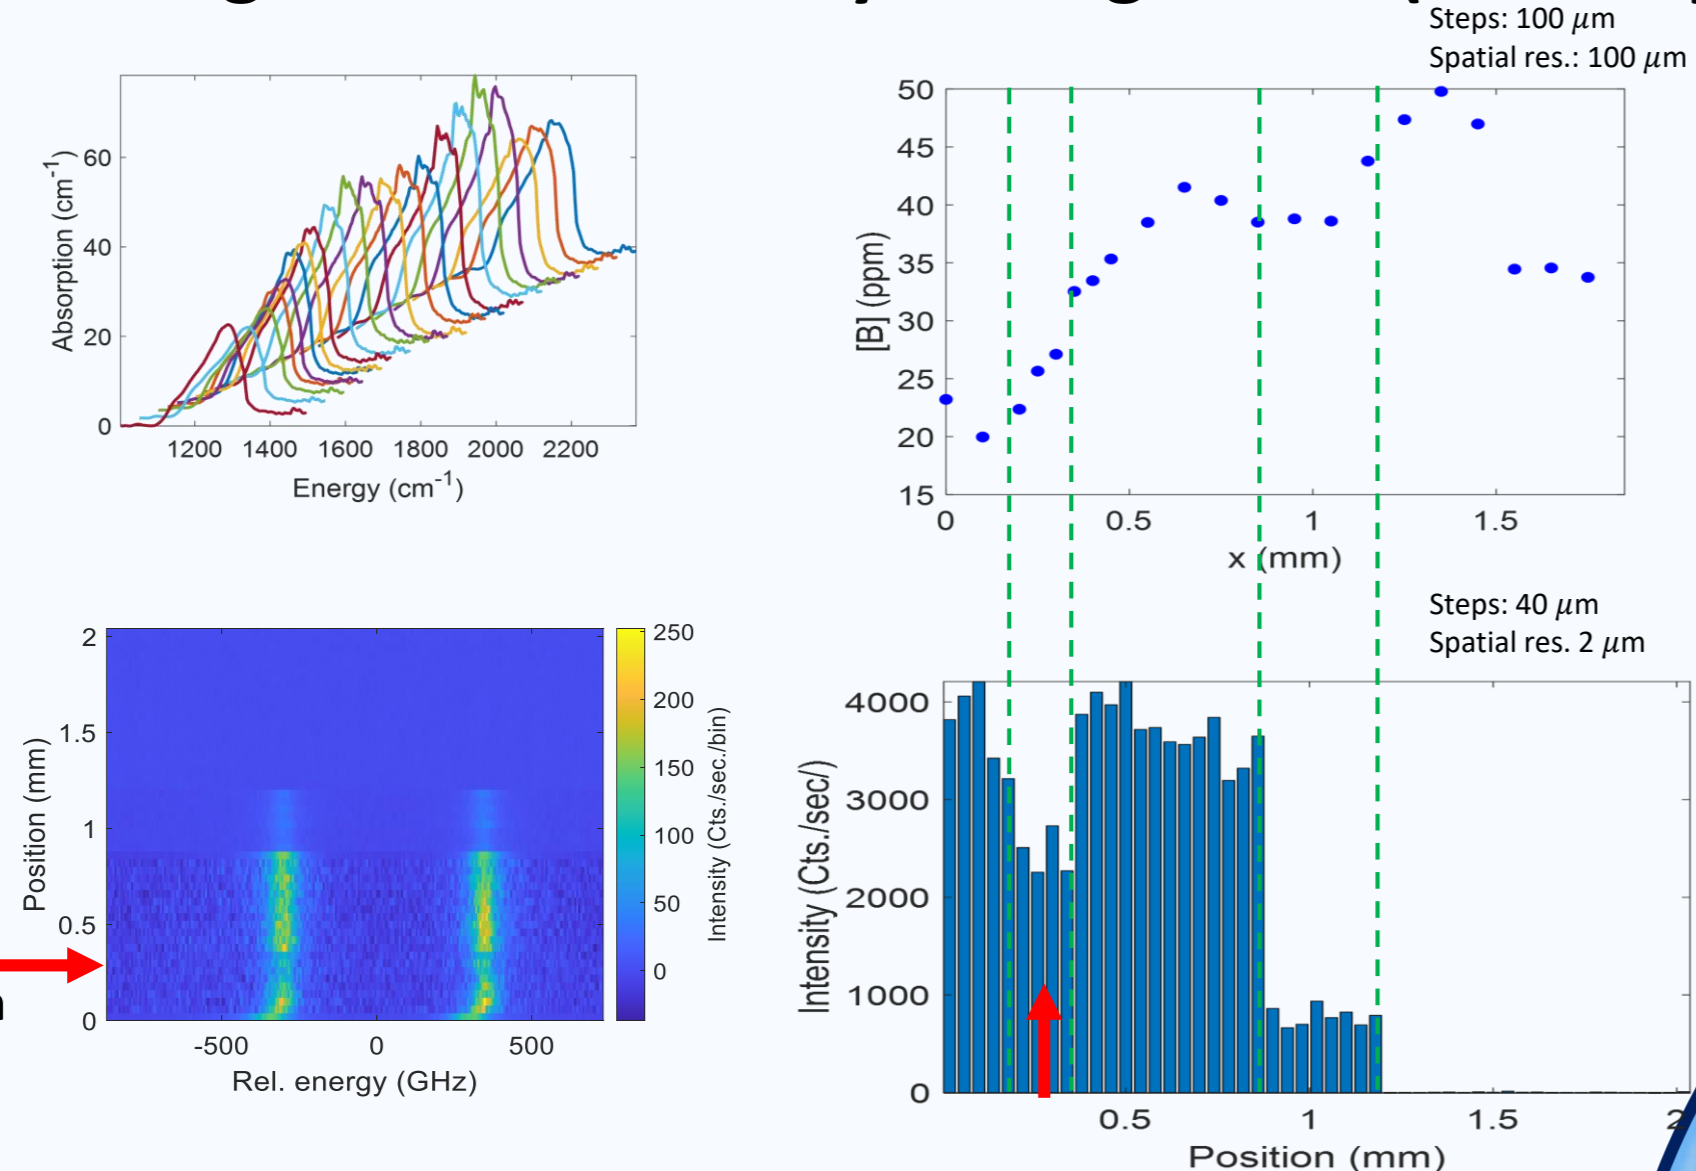 Steps: 100 𝜇m
Spatial res.: 100 𝜇m
60
40
20
0
Absorption (cm-1)
1200 1400 1600 1800 2000 2200
Energy (cm-1)
50
45
40
35
30
25
20
15
[B] (ppm)
0 0.5 1 1.5
x (mm)
Steps: 40 𝜇m
Spatial res. 2 𝜇m
2
1.5
1
0.5
0
Position (mm)
-500 0 500
Rel. energy (GHz)
250
200
150
100
50
0
Intensity (Cts./sec./bin)
4000
3000
2000
1000
0
Intensity (Cts./sec/)
0.5 1 1.5 2
Position (mm)